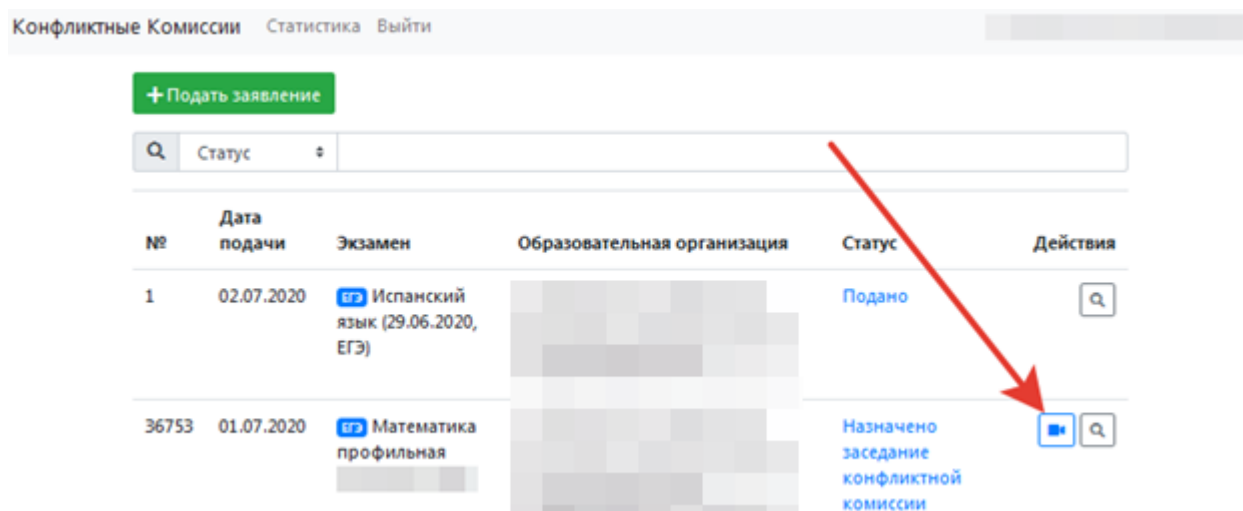 Конфликтные Комиссии Статистика Выйти
+ Подать заявление
Статус
№ Дата подачи Экзамен Образовательная организация Статус Действия
1 02.07.2020 ЕГЭ Испанский Подано
язык (29.06.2020,
ЕГЭ)
36753 01.07.2020 ЕГЭ Математика Назначено
профильная заседание
конфликтной
комиссии